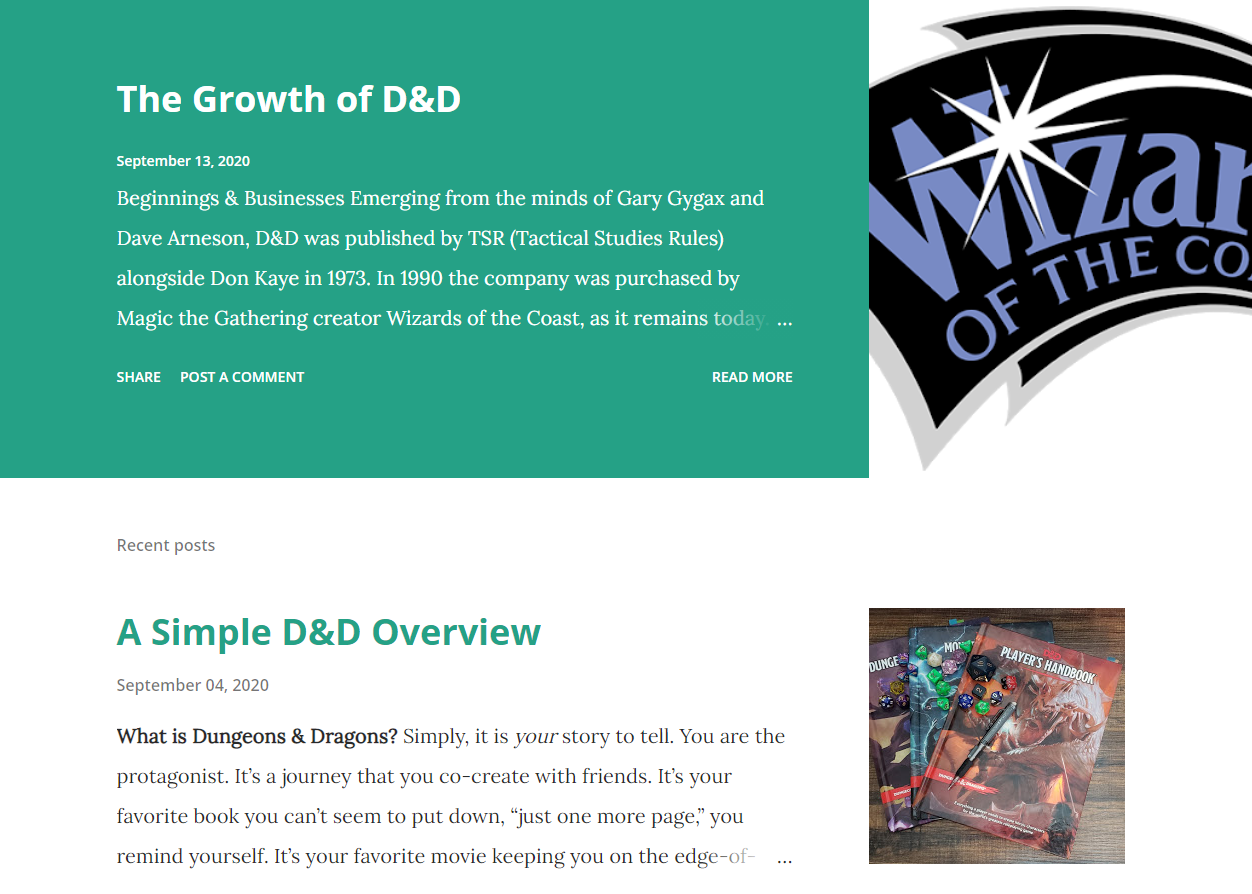 The Growth of D&D
September 13, 2020
Beginnings & Businesses Emerging from the minds of Gary Gygax and
Dave Arneson, D&D was published by TSR (Tactical Studies Rules)
alongside Don Kaye in 1973. In 1990 the company was purchased by
Magic the Gathering creator Wizards of the Coast, as it remains today. ...
SHARE POST A COMMENT READ MORE
Wizar
OF THE CO
Recent posts
A Simple D&D Overview
September 04, 2020
What is Dungeons & Dragons? Simply, it is your story to tell. You are the
protagonist. It’s a journey that you co-create with friends. It’s your
favorite book you can’t seem to put down, “just one more page,” you
remind yourself. It’s your favorite movie keeping you on the edge-of- ...
DUNGE
MON
PLAYER'S HANDBOOK